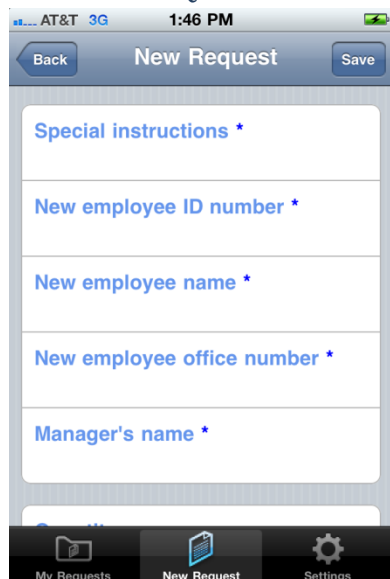 AT&T 3G 1:46 PM
Back New Request Save
Special instructions *
New employee ID number *
New employee name *
New employee office number *
Manager's name *
My Requests New Request Settings